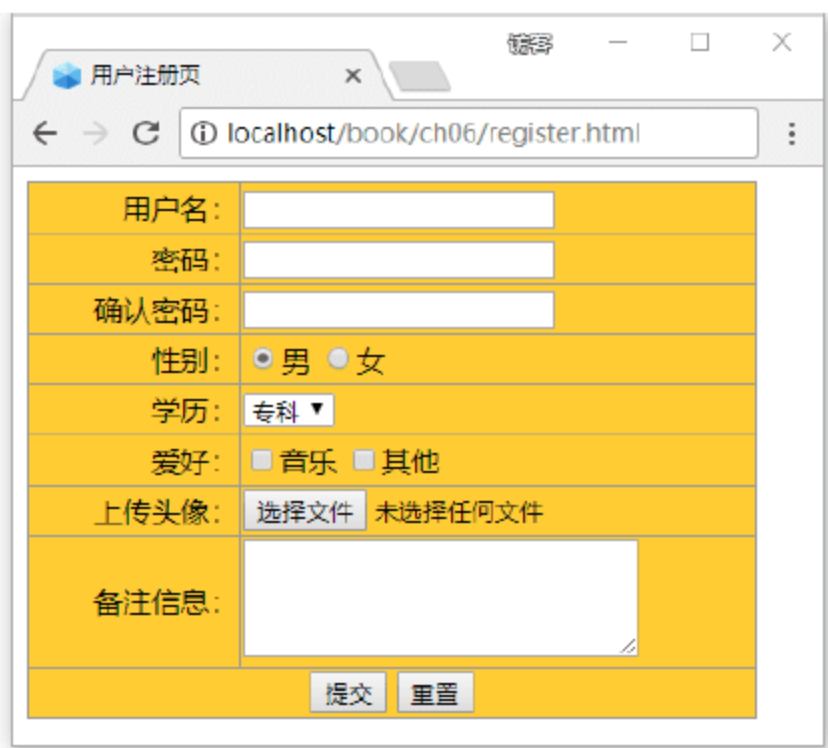 访客
用户注册页
localhost/book/ch06/register.html
用户名：
密码：
确认密码：
性别： 男 女
学历： 专科
爱好： 音乐 其他
上传头像： 选择文件 未选择任何文件
备注信息：
提交 重置